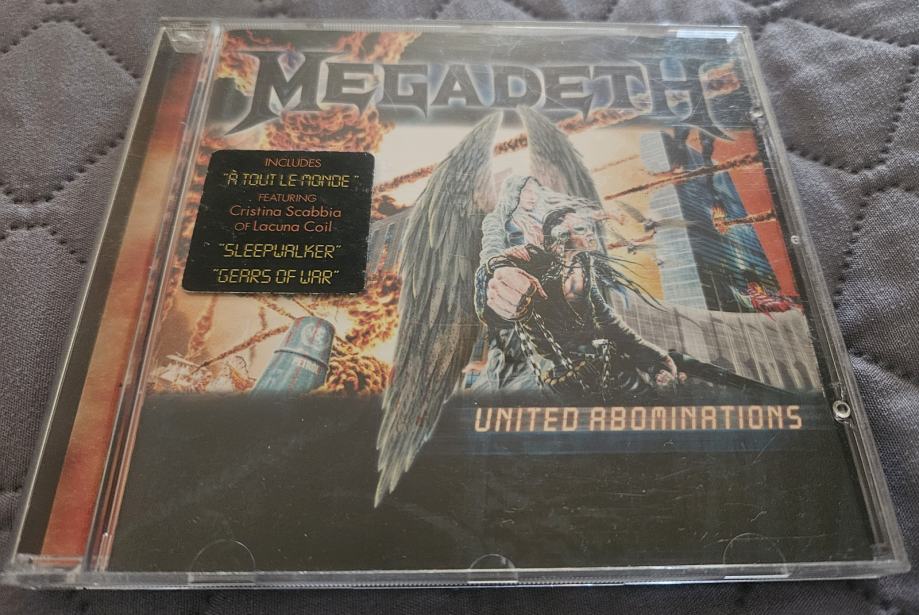 MEGADETH
INCLUDES
"À TOUT LE MONDE"
FEATURING
Cristina Scabbia
OF Lacuna Coil
"SLEEPWALKER"
"GEARS OF WAR"
UNITED ABOMINATIONS